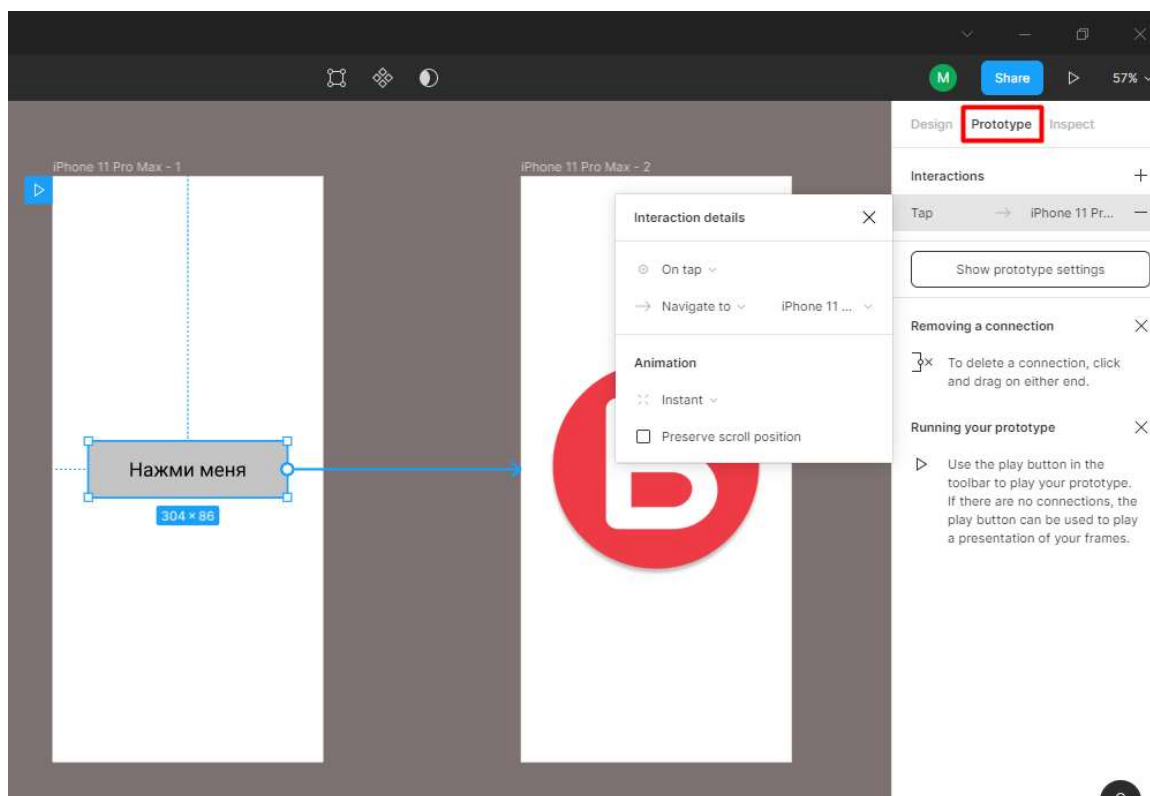 M
Share
57%
Design Prototype Inspect
iPhone 11 Pro Max - 1
iPhone 11 Pro Max - 2
Interactions
Tap iPhone 11 Pr...
Interaction details
On tap
Navigate to iPhone 11 ...
Animation
Instant
Preserve scroll position
Show prototype settings
Removing a connection
To delete a connection, click
and drag on either end.
Running your prototype
Use the play button in the
toolbar to play your prototype.
If there are no connections, the
play button can be used to play
a presentation of your frames.
Нажми меня
304 × 86
B